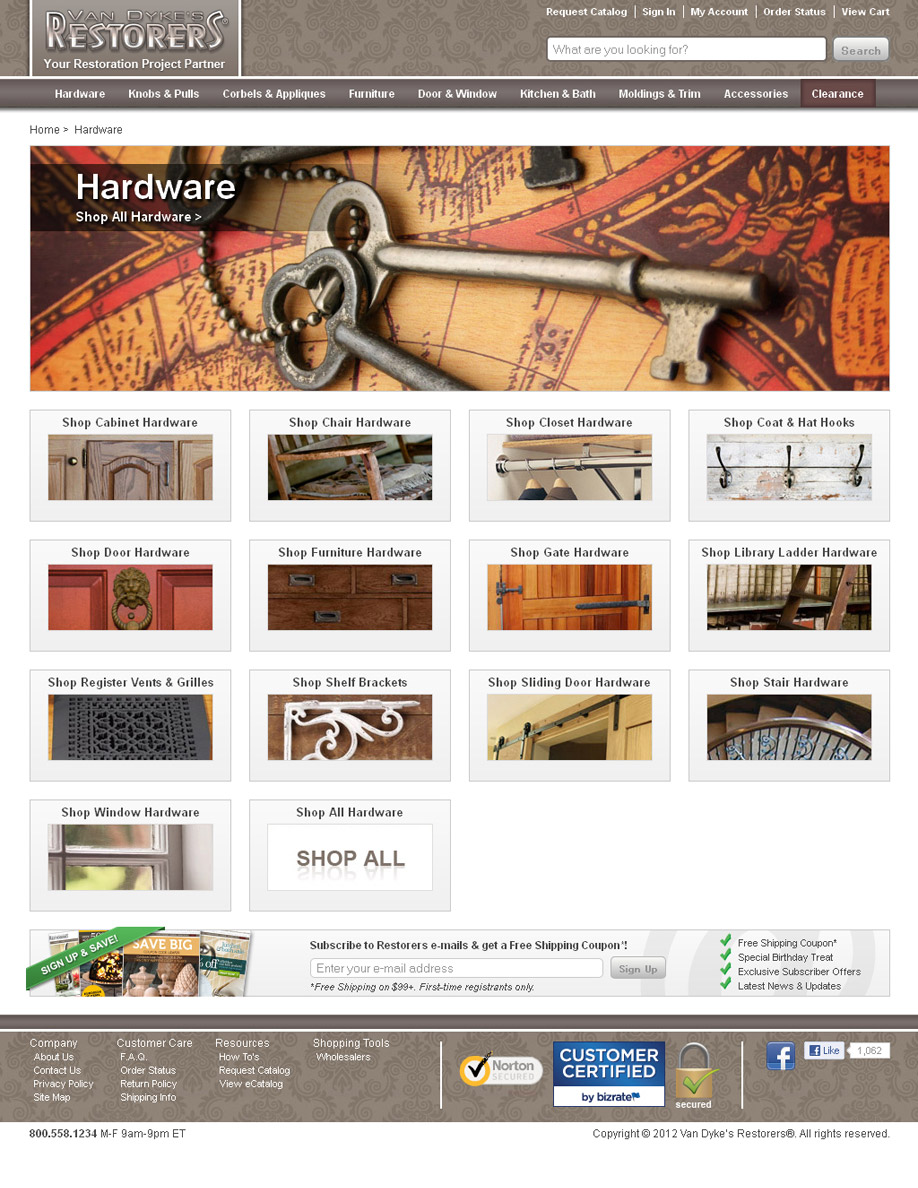 VAN DYKE'S
RESTORERS®
Your Restoration Project Partner
Request Catalog | Sign In | My Account | Order Status | View Cart
What are you looking for? Search
Hardware Knobs & Pulls Corbels & Appliques Furniture Door & Window Kitchen & Bath Moldings & Trim Accessories Clearance
Home > Hardware
Hardware
Shop All Hardware >
Shop Cabinet Hardware Shop Chair Hardware Shop Closet Hardware Shop Coat & Hat Hooks
Shop Door Hardware Shop Furniture Hardware Shop Gate Hardware Shop Library Ladder Hardware
Shop Register Vents & Grilles Shop Shelf Brackets Shop Sliding Door Hardware Shop Stair Hardware
Shop Window Hardware Shop All Hardware
SHOP ALL
SIGN UP & SAVE!
SAVE BIG
Subscribe to Restorers e-mails & get a Free Shipping Coupon*!
Enter your e-mail address Sign Up
*Free Shipping on $99+. First-time registrants only.
Free Shipping Coupon*
Special Birthday Treat
Exclusive Subscriber Offers
Latest News & Updates
Company
About Us
Contact Us
Privacy Policy
Site Map
Customer Care
F.A.Q.
Order Status
Return Policy
Shipping Info
Resources
How To's
Request Catalog
View eCatalog
Shopping Tools
Wholesalers
Norton
SECURED
CUSTOMER
CERTIFIED
by bizrate
secured
f
f Like 1,062
800.558.1234 M-F 9am-9pm ET
Copyright © 2012 Van Dyke's Restorers®. All rights reserved.